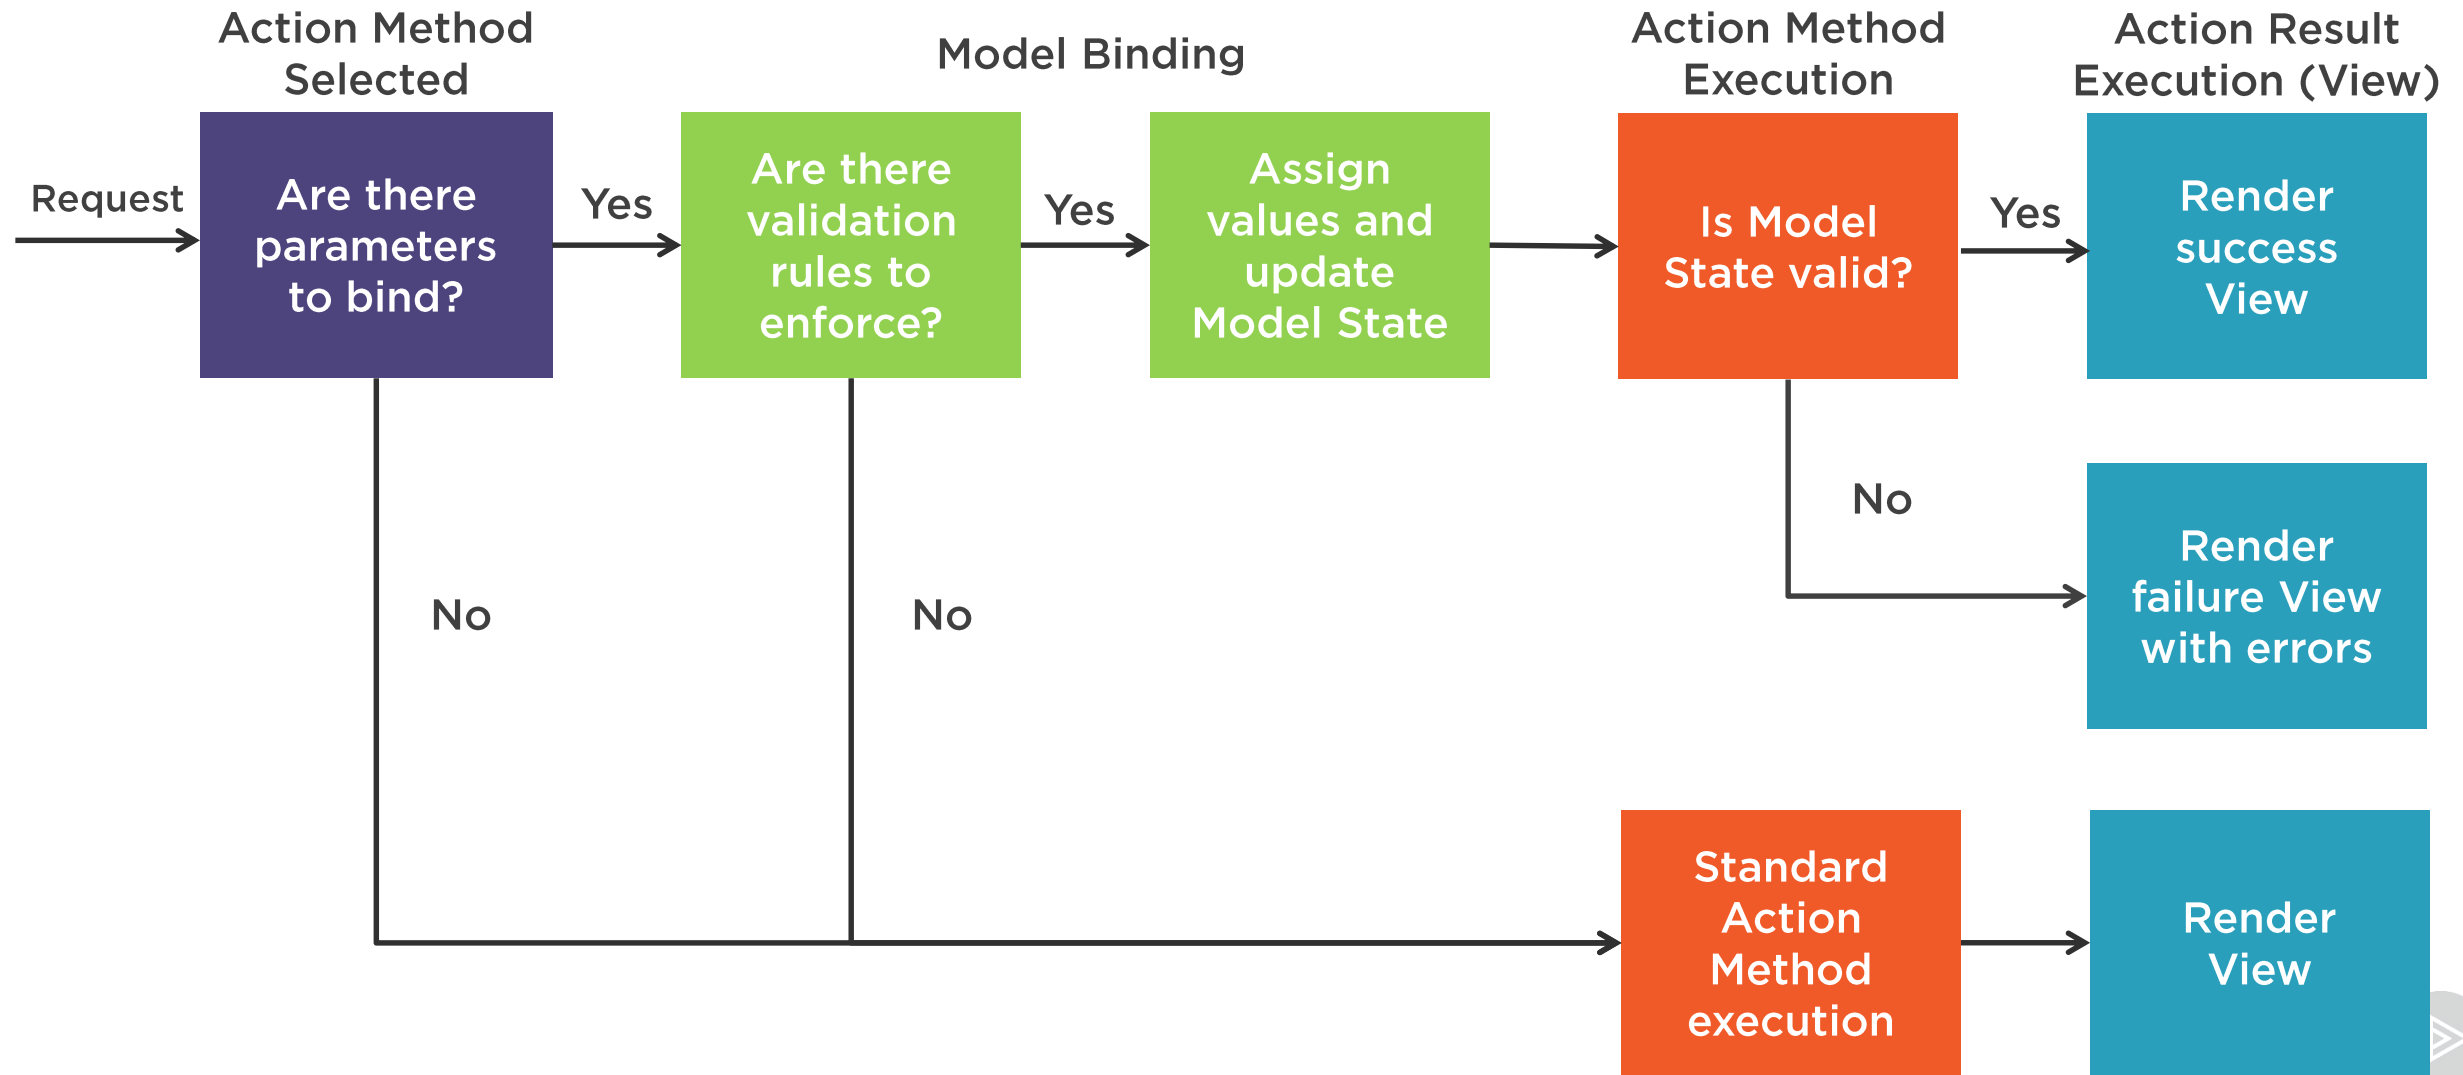 Action Method
Selected
Model Binding
Action Method
Execution
Action Result
Execution (View)
Request
Are there
parameters
to bind?
Yes
Are there
validation
rules to
enforce?
Yes
Assign
values and
update
Model State
Is Model
State valid?
Yes
Render
success
View
No
Render
failure View
with errors
No
No
Standard
Action
Method
execution
Render
View